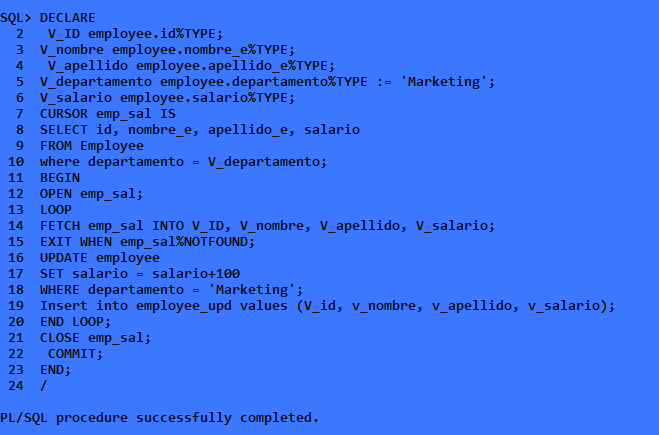 SQL> DECLARE
2 V_ID employee.id%TYPE;
3 V_nombre employee.nombre_e%TYPE;
4 V_apellido employee.apellido_e%TYPE;
5 V_departamento employee.departamento%TYPE := 'Marketing';
6 V_salario employee.salario%TYPE;
7 CURSOR emp_sal IS
8 SELECT id, nombre_e, apellido_e, salario
9 FROM Employee
10 where departamento = V_departamento;
11 BEGIN
12 OPEN emp_sal;
13 LOOP
14 FETCH emp_sal INTO V_ID, V_nombre, V_apellido, V_salario;
15 EXIT WHEN emp_sal%NOTFOUND;
16 UPDATE employee
17 SET salario = salario+100
18 WHERE departamento = 'Marketing';
19 Insert into employee_upd values (V_id, v_nombre, v_apellido, v_salario);
20 END LOOP;
21 CLOSE emp_sal;
22 COMMIT;
23 END;
24 /
PL/SQL procedure successfully completed.